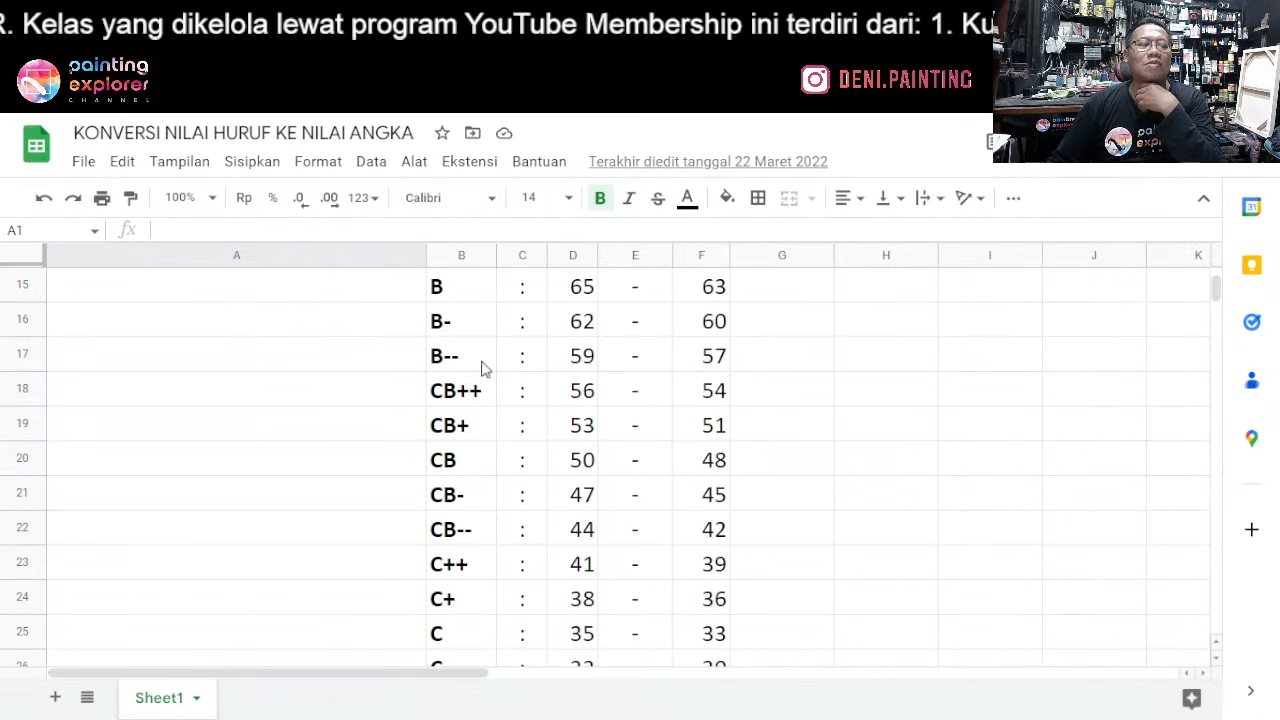 R. Kelas yang dikelola lewat program YouTube Membership ini terdiri dari: 1. Ku
painting
explorer
CHANNEL
DENI.PAINTING
KONVERSI NILAI HURUF KE NILAI ANGKA
File Edit Tampilan Sisipkan Format Data Alat Ekstensi Bantuan Terakhir diedit tanggal 22 Maret 2022
100% Rp % .0 .00 123 Calibri 14 B I S A
A1 fx
A B C D E F G H I J K
15 B : 65 - 63
16 B- : 62 - 60
17 B-- : 59 - 57
18 CB++ : 56 - 54
19 CB+ : 53 - 51
20 CB : 50 - 48
21 CB- : 47 - 45
22 CB-- : 44 - 42
23 C++ : 41 - 39
24 C+ : 38 - 36
25 C : 35 - 33
Sheet1
31